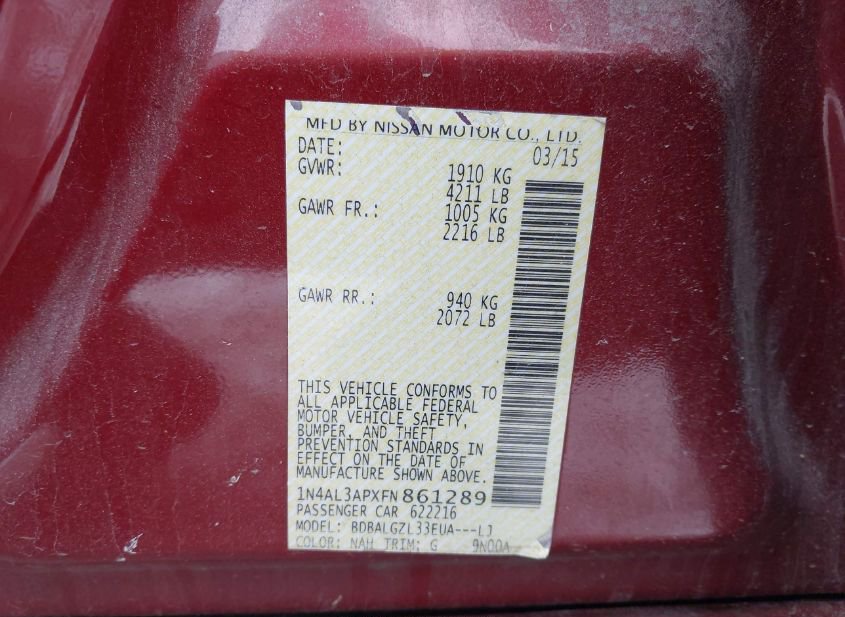 MFD BY NISSAN MOTOR CO., LTD.
DATE: 03/15
GVWR: 1910 KG
4211 LB
GAWR FR.: 1005 KG
2216 LB
GAWR RR.: 940 KG
2072 LB
THIS VEHICLE CONFORMS TO
ALL APPLICABLE FEDERAL
MOTOR VEHICLE SAFETY,
BUMPER, AND THEFT
PREVENTION STANDARDS IN
EFFECT ON THE DATE OF
MANUFACTURE SHOWN ABOVE.
1N4AL3APXFN861289
PASSENGER CAR 622216
MODEL: BDBALGZL33EUA---LJ
COLOR: NAH TRIM: G 9N00A